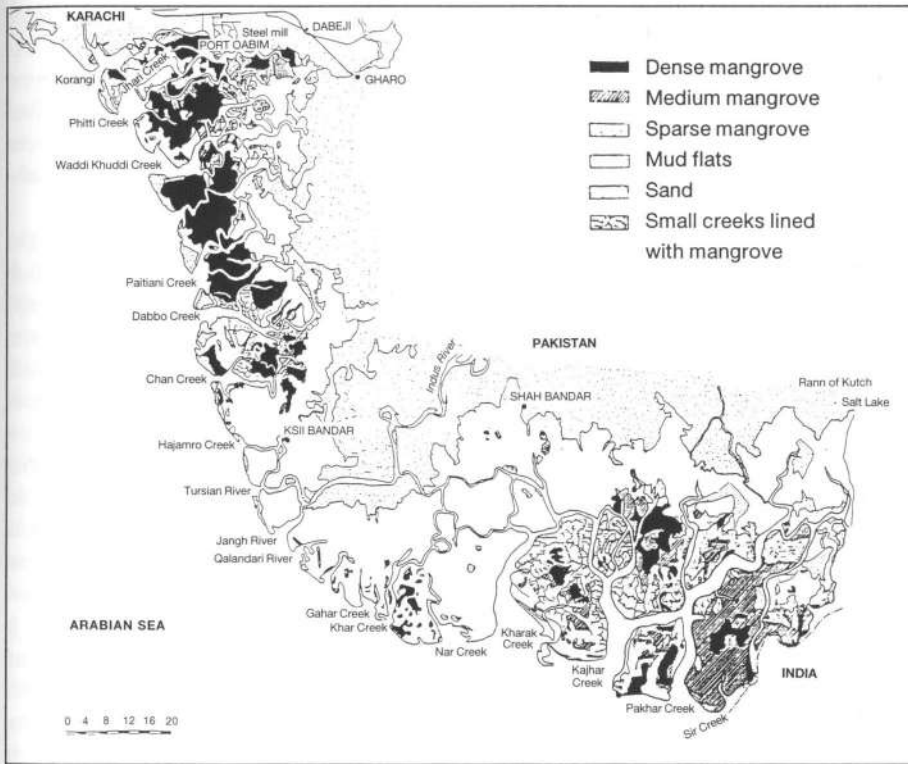 KARACHI
Steel mill
DABEJI
PORT QABIM
Korangi
Jhari Creek
GHARO
Phitti Creek
Waddi Khuddi Creek
Paitiani Creek
Dabbo Creek
Chan Creek
Hajamro Creek
KSII BANDAR
Tursian River
Jangh River
Qalandari River
Gahar Creek
Khar Creek
ARABIAN SEA
Nar Creek
Kharak
Creek
Kajhar
Creek
Pakhar Creek
Sir Creek
INDIA
PAKISTAN
Indus River
SHAH BANDAR
Rann of Kutch
Salt Lake
Dense mangrove
Medium mangrove
Sparse mangrove
Mud flats
Sand
Small creeks lined
with mangrove
0 4 8 12 16 20